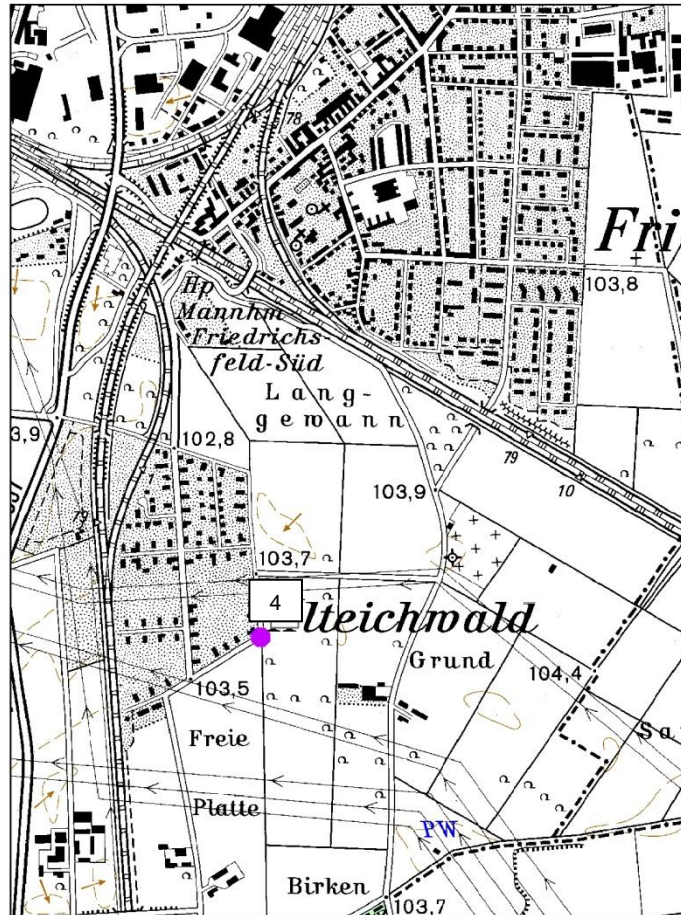 78
Fri
103,8
Hp
Mannhm-
Friedrichs-
feld-Süd
Lang-
gewann
3,9
102,8
79
10
103,9
79
103,7
4
lteichwald
Grund
104,4
103,5
Freie
Sa
Platte
PW
Birken
103,7